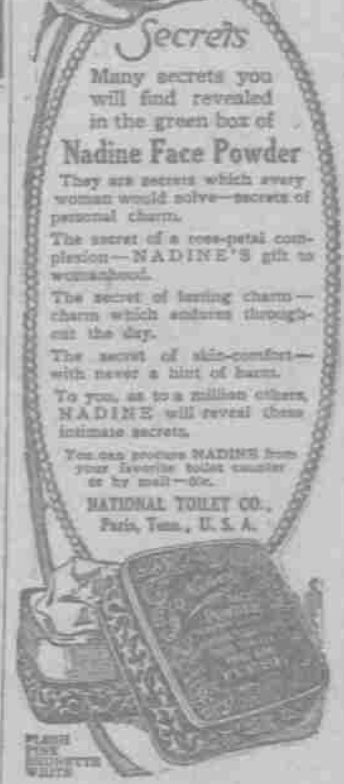 Secrets
Many secrets you
will find revealed
in the green box of
Nadine Face Powder
They are secrets which every
woman would solve—secrets of
personal charm.
The secret of a rose-petal com-
plexion—NADINE'S gift to
womanhood.
The secret of lasting charm—
charm which endures through-
out the day.
The secret of skin-comfort—
with never a hint of harm.
To you, as to a million others,
NADINE will reveal these
intimate secrets.
You can procure NADINE from
your favorite toilet counter
or by mail—
NATIONAL TOILET CO.,
Paris, Tenn., U. S. A.
FLESH
PINK
BRUNETTE
WHITE